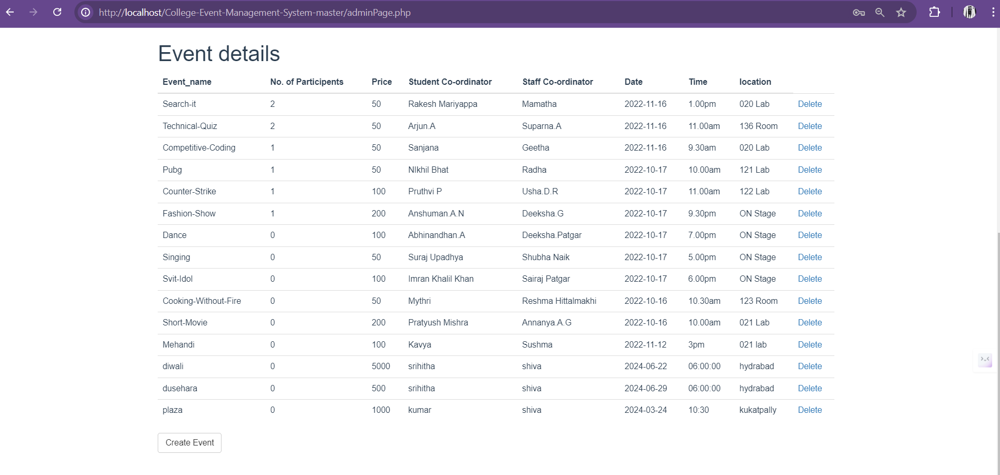 http://localhost/College-Event-Management-System-master/adminPage.php
Event details
Event_name No. of Participents Price Student Co-ordinator Staff Co-ordinator Date Time location
Search-it 2 50 Rakesh Mariyappa Mamatha 2022-11-16 1.00pm 020 Lab Delete
Technical-Quiz 2 50 Arjun.A Suparna.A 2022-11-16 11.00am 136 Room Delete
Competitive-Coding 1 50 Sanjana Geetha 2022-11-16 9.30am 020 Lab Delete
Pubg 1 50 NIkhil Bhat Radha 2022-10-17 10.00am 121 Lab Delete
Counter-Strike 1 100 Pruthvi P Usha.D.R 2022-10-17 11.00am 122 Lab Delete
Fashion-Show 1 200 Anshuman.A.N Deeksha.G 2022-10-17 9.30pm ON Stage Delete
Dance 0 100 Abhinandhan.A Deeksha.Patgar 2022-10-17 7.00pm ON Stage Delete
Singing 0 50 Suraj Upadhya Shubha Naik 2022-10-17 5.00pm ON Stage Delete
Svit-Idol 0 100 Imran Khalil Khan Sairaj Patgar 2022-10-17 6.00pm ON Stage Delete
Cooking-Without-Fire 0 50 Mythri Reshma Hittalmakhi 2022-10-16 10.30am 123 Room Delete
Short-Movie 0 200 Pratyush Mishra Annanya.A.G 2022-10-16 10.00am 021 Lab Delete
Mehandi 0 100 Kavya Sushma 2022-11-12 3pm 021 lab Delete
diwali 0 5000 srihitha shiva 2024-06-22 06:00:00 hydrabad Delete
dusehara 0 500 srihitha shiva 2024-06-29 06:00:00 hydrabad Delete
plaza 0 1000 kumar shiva 2024-03-24 10:30 kukatpally Delete
Create Event